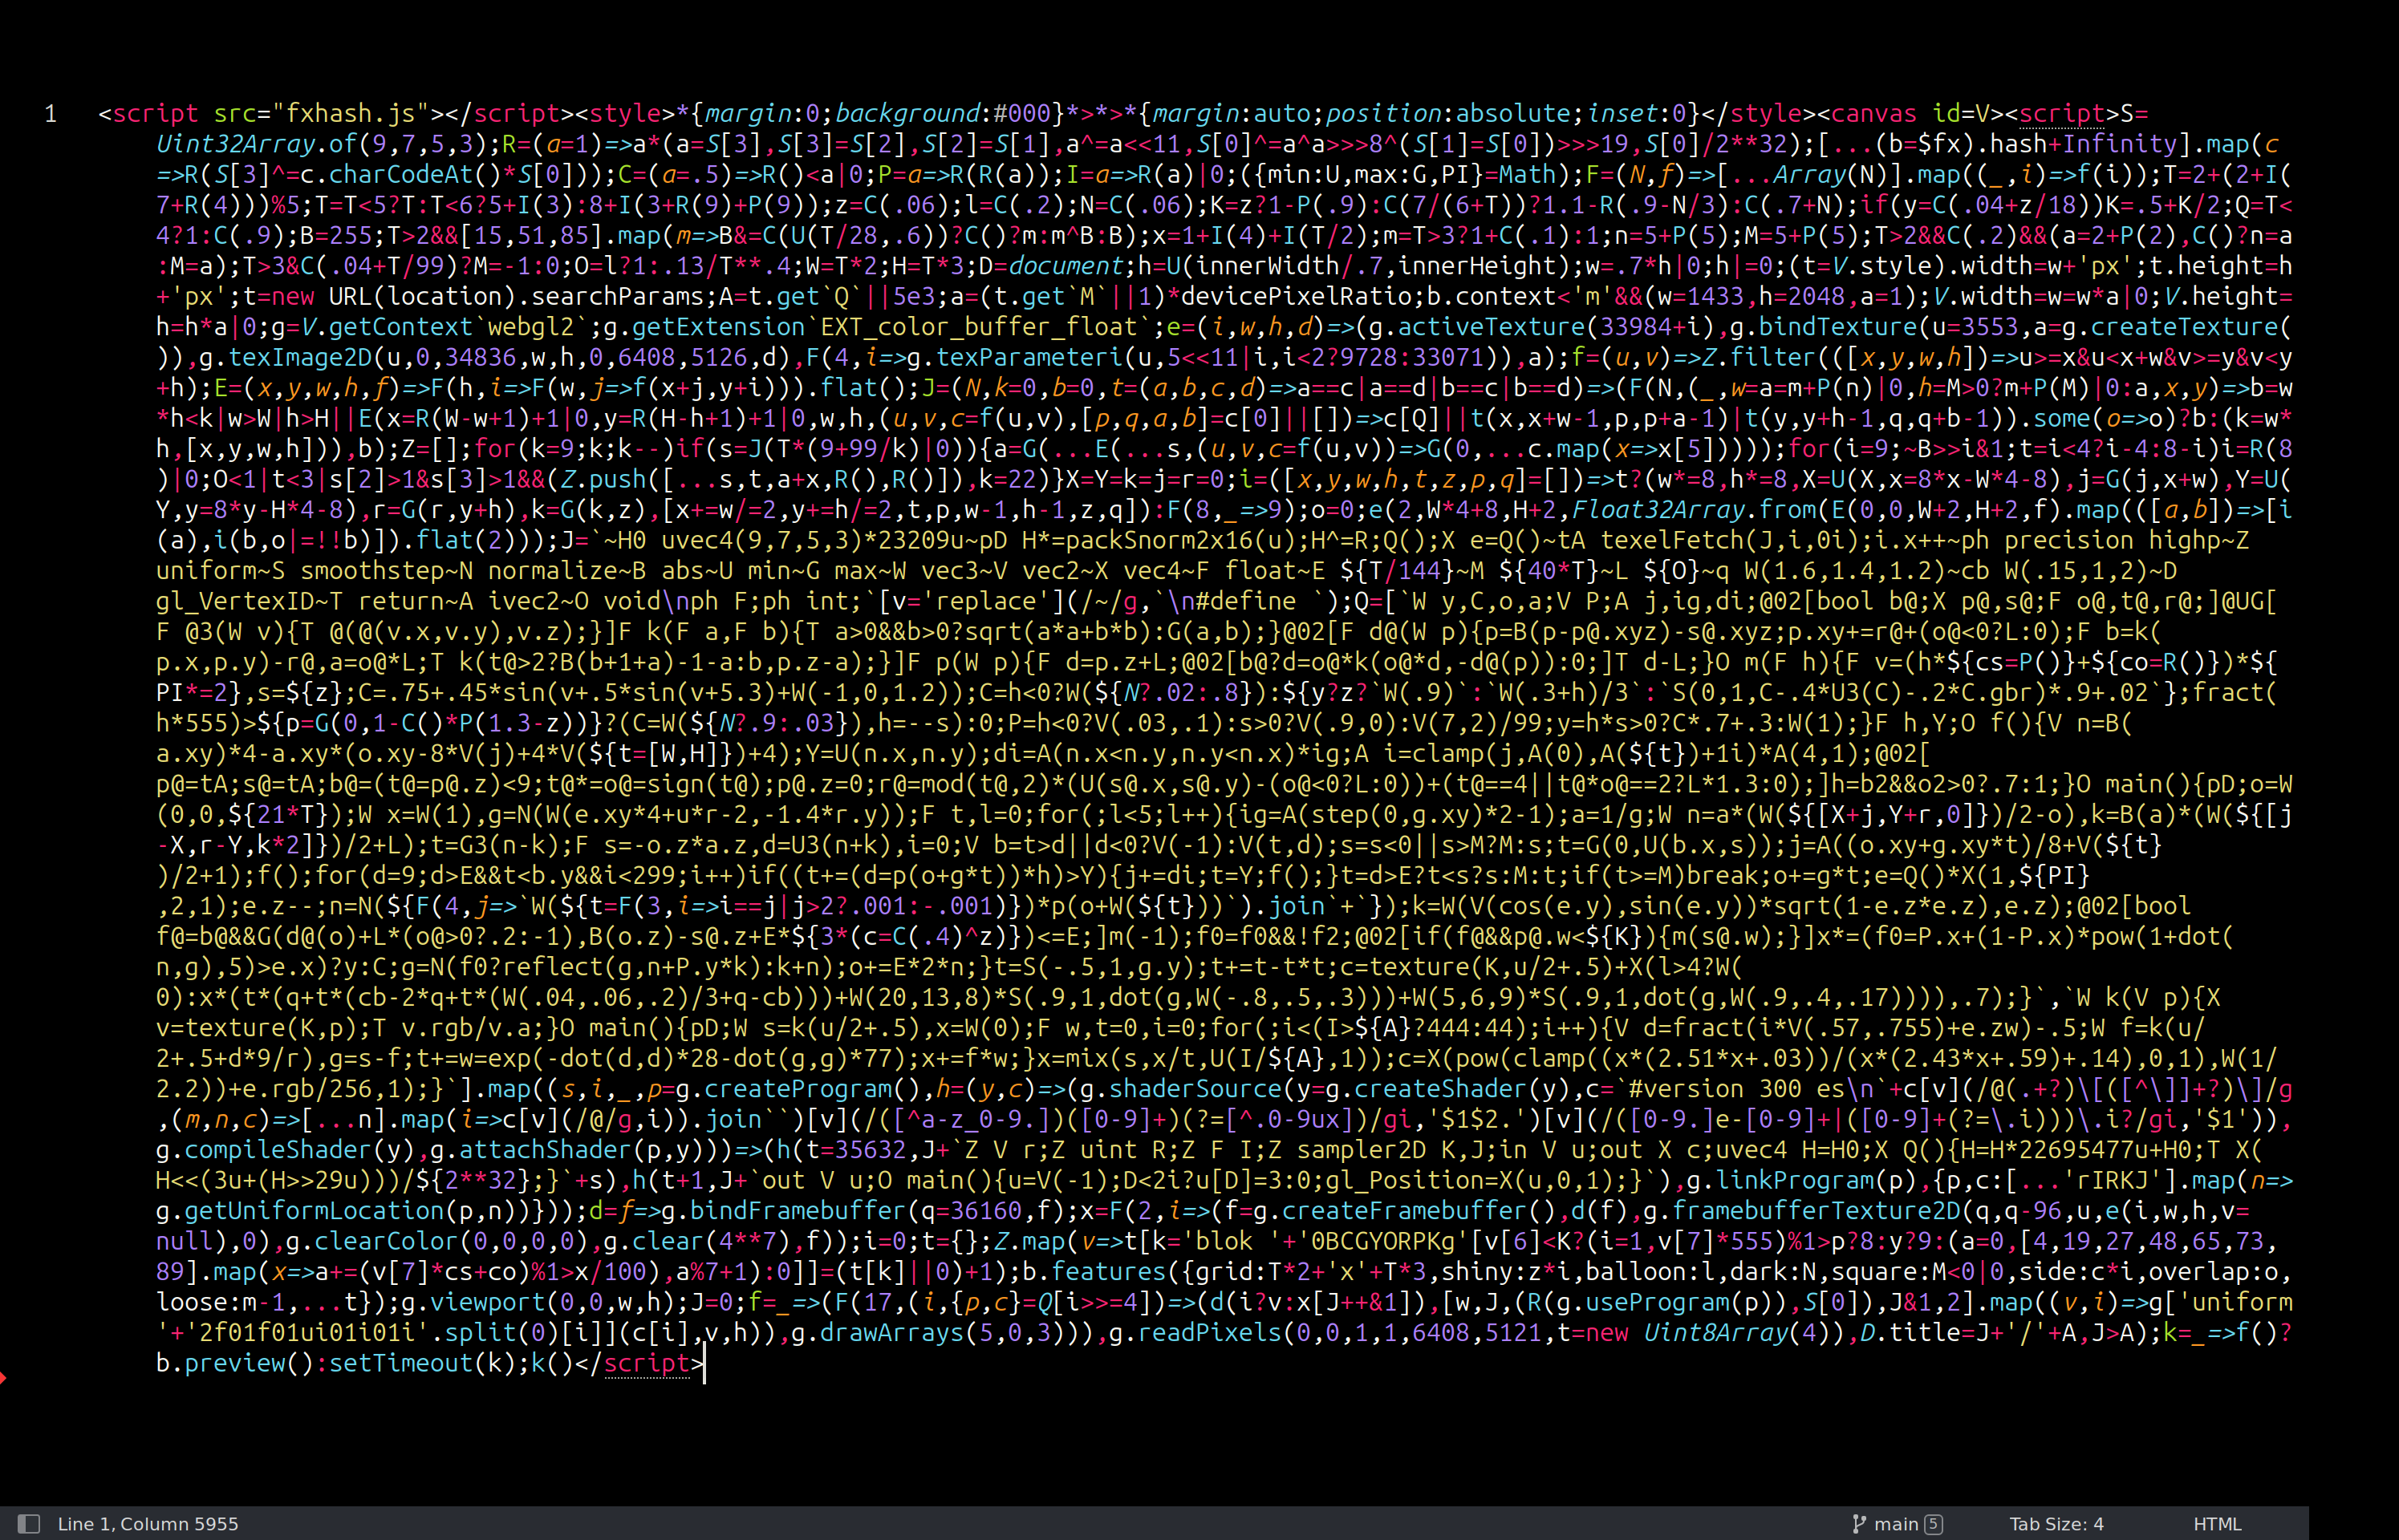 1 <script src="fxhash.js"></script><style>*{margin:0;background:#000}*>*>*{margin:auto;position:absolute;inset:0}</style><canvas id=V><script>S=
Uint32Array.of(9,7,5,3);R=(a=1)=>a*(a=S[3],S[3]=S[2],S[2]=S[1],a^=a<<11,S[0]^=a^a>>>8^(S[1]=S[0])>>>19,S[0]/2**32);[...(b=$fx).hash+Infinity].map(c
=>R(S[3]^=c.charCodeAt()*S[0]));C=(a=.5)=>R()<a|0;P=a=>R(R(a));I=a=>R(a)|0;({min:U,max:G,PI}=Math);F=(N,f)=>[...Array(N)].map((_,i)=>f(i));T=2+(2+I(
7+R(4)))%5;T=T<5?T:T<6?5+I(3):8+I(3+R(9)+P(9));z=C(.06);l=C(.2);N=C(.06);K=z?1-P(.9):C(7/(6+T))?1.1-R(.9-N/3):C(.7+N);if(y=C(.04+z/18))K=.5+K/2;Q=T<
4?1:C(.9);B=255;T>2&&[15,51,85].map(m=>B&=C(U(T/28,.6))?C()?m:m^B:B);x=1+I(4)+I(T/2);m=T>3?1+C(.1):1;n=5+P(5);M=5+P(5);T>2&&C(.2)&&(a=2+P(2),C()?n=a
:M=a);T>3&C(.04+T/99)?M=-1:0;O=l?1:.13/T**.4;W=T*2;H=T*3;D=document;h=U(innerWidth/.7,innerHeight);w=.7*h|0;h|=0;(t=V.style).width=w+'px';t.height=h
+'px';t=new URL(location).searchParams;A=t.get`Q`||5e3;a=(t.get`M`||1)*devicePixelRatio;b.context<'m'&&(w=1433,h=2048,a=1);V.width=w=w*a|0;V.height=
h=h*a|0;g=V.getContext`webgl2`;g.getExtension`EXT_color_buffer_float`;e=(i,w,h,d)=>(g.activeTexture(33984+i),g.bindTexture(u=3553,a=g.createTexture(
)),g.texImage2D(u,0,34836,w,h,0,6408,5126,d),F(4,i=>g.texParameteri(u,5<<11|i,i<2?9728:33071)),a);f=(u,v)=>Z.filter(([x,y,w,h])=>u>=x&u<x+w&v>=y&v<y
+h);E=(x,y,w,h,f)=>F(h,i=>F(w,j=>f(x+j,y+i))).flat();J=(N,k=0,b=0,t=(a,b,c,d)=>a==c|a==d|b==c|b==d)=>(F(N,(_,w=a=m+P(n)|0,h=M>0?m+P(M)|0:a,x,y)=>b=w
*h<k|w>W|h>H||E(x=R(W-w+1)+1|0,y=R(H-h+1)+1|0,w,h,(u,v,c=f(u,v),[p,q,a,b]=c[0]||[])=>c[Q]||t(x,x+w-1,p,p+a-1)|t(y,y+h-1,q,q+b-1)).some(o=>o)?b:(k=w*
h,[x,y,w,h])),b);Z=[];for(k=9;k;k--)if(s=J(T*(9+99/k)|0)){a=G(...E(...s,(u,v,c=f(u,v))=>G(0,...c.map(x=>x[5]))));for(i=9;~B>>i&1;t=i<4?i-4:8-i)i=R(8
)|0;O<1|t<3|s[2]>1&s[3]>1&&(Z.push([...s,t,a+x,R(),R()]),k=22)}X=Y=k=j=r=0;i=([x,y,w,h,t,z,p,q]=[])=>t?(w*=8,h*=8,X=U(X,x=8*x-W*4-8),j=G(j,x+w),Y=U(
Y,y=8*y-H*4-8),r=G(r,y+h),k=G(k,z),[x+=w/=2,y+=h/=2,t,p,w-1,h-1,z,q]):F(8,_=>9);o=0;e(2,W*4+8,H+2,Float32Array.from(E(0,0,W+2,H+2,f).map(([a,b])=>[i
(a),i(b,o|=!!b)]).flat(2)));J=`~H0 uvec4(9,7,5,3)*23209u~pD H*=packSnorm2x16(u);H^=R;Q();X e=Q()~tA texelFetch(J,i,0i);i.x++~ph precision highp~Z
uniform~S smoothstep~N normalize~B abs~U min~G max~W vec3~V vec2~X vec4~F float~E ${T/144}~M ${40*T}~L ${O}~q W(1.6,1.4,1.2)~cb W(.15,1,2)~D
gl_VertexID~T return~A ivec2~O void\nph F;ph int;`[v='replace'](/~/g,`\n#define `);Q=[`W y,C,o,a;V P;A j,ig,di;@02[bool b@;X p@,s@;F o@,t@,r@;]@UG[
F @3(W v){T @(@(v.x,v.y),v.z);}]F k(F a,F b){T a>0&&b>0?sqrt(a*a+b*b):G(a,b);}@02[F d@(W p){p=B(p-p@.xyz)-s@.xyz;p.xy+=r@+(o@<0?L:0);F b=k(
p.x,p.y)-r@,a=o@*L;T k(t@>2?B(b+1+a)-1-a:b,p.z-a);}]F p(W p){F d=p.z+L;@02[b@?d=o@*k(o@*d,-d@(p)):0;]T d-L;}O m(F h){F v=(h*${cs=P()}+${co=R()})*${
PI*=2},s=${z};C=.75+.45*sin(v+.5*sin(v+5.3)+W(-1,0,1.2));C=h<0?W(${N?.02:.8}):${y?z?`W(.9)`:`W(.3+h)/3`:`S(0,1,C-.4*U3(C)-.2*C.gbr)*.9+.02`};fract(
h*555)>${p=G(0,1-C()*P(1.3-z))}?(C=W(${N?.9:.03}),h=--s):0;P=h<0?V(.03,.1):s>0?V(.9,0):V(7,2)/99;y=h*s>0?C*.7+.3:W(1);}F h,Y;O f(){V n=B(
a.xy)*4-a.xy*(o.xy-8*V(j)+4*V(${t=[W,H]})+4);Y=U(n.x,n.y);di=A(n.x<n.y,n.y<n.x)*ig;A i=clamp(j,A(0),A(${t})+1i)*A(4,1);@02[
p@=tA;s@=tA;b@=(t@=p@.z)<9;t@*=o@=sign(t@);p@.z=0;r@=mod(t@,2)*(U(s@.x,s@.y)-(o@<0?L:0))+(t@==4||t@*o@==2?L*1.3:0);]h=b2&&o2>0?.7:1;}O main(){pD;o=W
(0,0,${21*T});W x=W(1),g=N(W(e.xy*4+u*r-2,-1.4*r.y));F t,l=0;for(;l<5;l++){ig=A(step(0,g.xy)*2-1);a=1/g;W n=a*(W(${[X+j,Y+r,0]})/2-o),k=B(a)*(W(${[j
-X,r-Y,k*2]})/2+L);t=G3(n-k);F s=-o.z*a.z,d=U3(n+k),i=0;V b=t>d||d<0?V(-1):V(t,d);s=s<0||s>M?M:s;t=G(0,U(b.x,s));j=A((o.xy+g.xy*t)/8+V(${t}
)/2+1);f();for(d=9;d>E&&t<b.y&&i<299;i++)if((t+=(d=p(o+g*t))*h)>Y){j+=di;t=Y;f();}t=d>E?t<s?s:M:t;if(t>=M)break;o+=g*t;e=Q()*X(1,${PI}
,2,1);e.z--;n=N(${F(4,j=>`W(${t=F(3,i=>i==j|j>2?.001:-.001)})*p(o+W(${t}))`).join`+`});k=W(V(cos(e.y),sin(e.y))*sqrt(1-e.z*e.z),e.z);@02[bool
f@=b@&&G(d@(o)+L*(o@>0?.2:-1),B(o.z)-s@.z+E*${3*(c=C(.4)^z)})<=E;]m(-1);f0=f0&&!f2;@02[if(f@&&p@.w<${K}){m(s@.w);}]x*=(f0=P.x+(1-P.x)*pow(1+dot(
n,g),5)>e.x)?y:C;g=N(f0?reflect(g,n+P.y*k):k+n);o+=E*2*n;}t=S(-.5,1,g.y);t+=t-t*t;c=texture(K,u/2+.5)+X(l>4?W(
0):x*(t*(q+t*(cb-2*q+t*(W(.04,.06,.2)/3+q-cb)))+W(20,13,8)*S(.9,1,dot(g,W(-.8,.5,.3)))+W(5,6,9)*S(.9,1,dot(g,W(.9,.4,.17)))),.7);}`,`W k(V p){X
v=texture(K,p);T v.rgb/v.a;}O main(){pD;W s=k(u/2+.5),x=W(0);F w,t=0,i=0;for(;i<(I>${A}?444:44);i++){V d=fract(i*V(.57,.755)+e.zw)-.5;W f=k(u/
2+.5+d*9/r),g=s-f;t+=w=exp(-dot(d,d)*28-dot(g,g)*77);x+=f*w;}x=mix(s,x/t,U(I/${A},1));c=X(pow(clamp((x*(2.51*x+.03))/(x*(2.43*x+.59)+.14),0,1),W(1/
2.2))+e.rgb/256,1);}`].map((s,i,_,p=g.createProgram(),h=(y,c)=>(g.shaderSource(y=g.createShader(y),c=`#version 300 es\n`+c[v](/@(.+?)\[([^\]]+?)\]/g
,(m,n,c)=>[...n].map(i=>c[v](/@/g,i)).join``)[v](/([^a-z_0-9.])([0-9]+)(?=[^.0-9ux])/gi,'$1$2.')[v](/([0-9.]e-[0-9]+|([0-9]+(?=\.i)))\.i?/gi,'$1')),
g.compileShader(y),g.attachShader(p,y)))=>(h(t=35632,J+`Z V r;Z uint R;Z F I;Z sampler2D K,J;in V u;out X c;uvec4 H=H0;X Q(){H=H*22695477u+H0;T X(
H<<(3u+(H>>29u)))/${2**32};}`+s),h(t+1,J+`out V u;O main(){u=V(-1);D<2i?u[D]=3:0;gl_Position=X(u,0,1);}`),g.linkProgram(p),{p,c:[...'rIRKJ'].map(n=>
g.getUniformLocation(p,n))}));d=f=>g.bindFramebuffer(q=36160,f);x=F(2,i=>(f=g.createFramebuffer(),d(f),g.framebufferTexture2D(q,q-96,u,e(i,w,h,v=
null),0),g.clearColor(0,0,0,0),g.clear(4**7),f));i=0;t={};Z.map(v=>t[k='blok '+'0BCGYORPKg'[v[6]<K?(i=1,v[7]*555)%1>p?8:y?9:(a=0,[4,19,27,48,65,73,
89].map(x=>a+=(v[7]*cs+co)%1>x/100),a%7+1):0]]=(t[k]||0)+1);b.features({grid:T*2+'x'+T*3,shiny:z*i,balloon:l,dark:N,square:M<0|0,side:c*i,overlap:o,
loose:m-1,...t});g.viewport(0,0,w,h);J=0;f=_=>(F(17,(i,{p,c}=Q[i>>=4])=>(d(i?v:x[J++&1]),[w,J,(R(g.useProgram(p)),S[0]),J&1,2].map((v,i)=>g['uniform
'+'2f01f01ui01i01i'.split(0)[i]](c[i],v,h)),g.drawArrays(5,0,3))),g.readPixels(0,0,1,1,6408,5121,t=new Uint8Array(4)),D.title=J+'/'+A,J>A);k=_=>f()?
b.preview():setTimeout(k);k()</script>
Line 1, Column 5955
main 5
Tab Size: 4
HTML